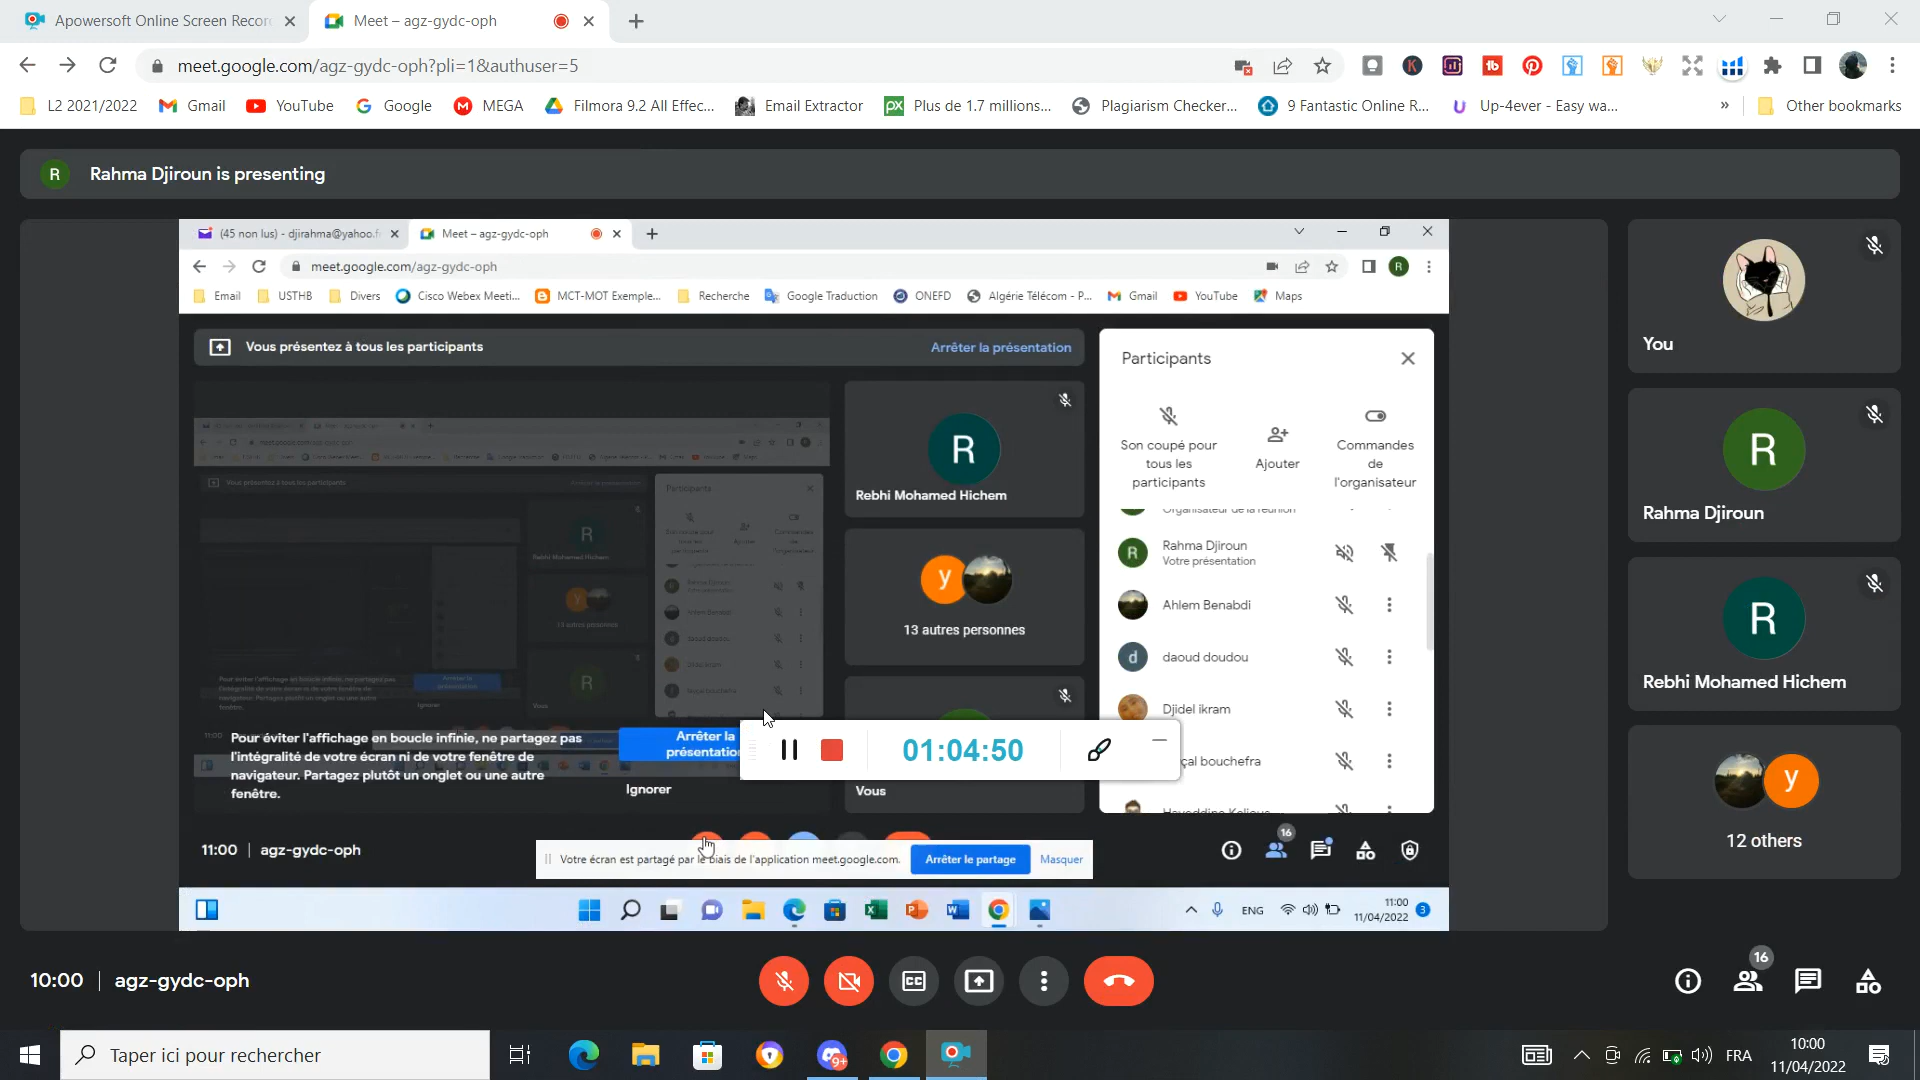 Apowersoft Online Screen Recor
Meet – agz-gydc-oph
meet.google.com/agz-gydc-oph?pli=1&authuser=5
L2 2021/2022
Gmail
YouTube
Google
MEGA
Filmora 9.2 All Effec...
Email Extractor
Plus de 1.7 millions...
Plagiarism Checker...
9 Fantastic Online R...
Up-4ever - Easy wa...
»
Other bookmarks
R
Rahma Djiroun is presenting
(45 non lus) - djirahma@yahoo.f
Meet – agz-gydc-oph
meet.google.com/agz-gydc-oph
R
Email
USTHB
Divers
Cisco Webex Meeti...
MCT-MOT Exemple...
Recherche
Google Traduction
ONEFD
Algérie Télécom - P...
Gmail
YouTube
Maps
Vous présentez à tous les participants
Arrêter la présentation
R
Rebhi Mohamed Hichem
y
13 autres personnes
Vous
Participants
Son coupé pour
tous les
participants
Ajouter
Commandes
de
l'organisateur
Organisateur de la réunion
R
Rahma Djiroun
Votre présentation
Ahlem Benabdi
d
daoud doudou
Djidel ikram
çal bouchefra
Pour éviter l'affichage en boucle infinie, ne partagez pas
l'intégralité de votre écran ni de votre fenêtre de
navigateur. Partagez plutôt un onglet ou une autre
fenêtre.
Arrêter la
présentation
Ignorer
01:04:50
11:00
agz-gydc-oph
Votre écran est partagé par le biais de l'application meet.google.com.
Arrêter le partage
Masquer
16
ENG
11:00
11/04/2022
3
You
R
Rahma Djiroun
R
Rebhi Mohamed Hichem
y
12 others
10:00
agz-gydc-oph
16
Taper ici pour rechercher
9+
FRA
10:00
11/04/2022